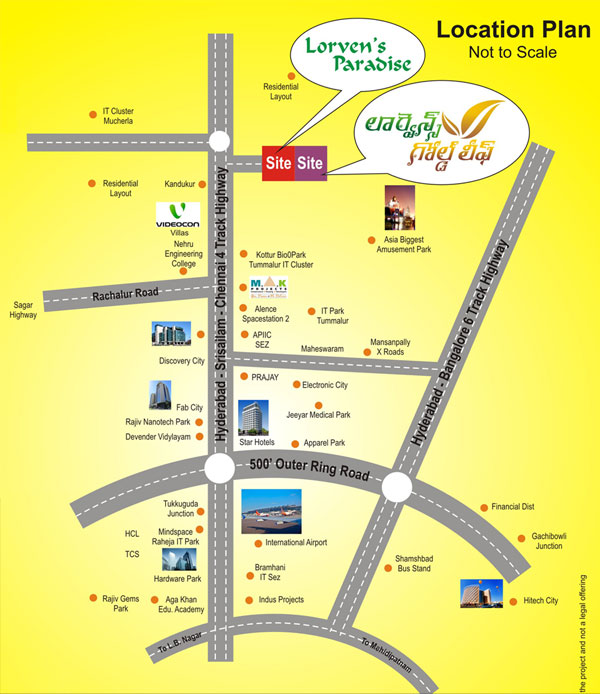 Location Plan
Not to Scale
Lorven's
Paradise
Residential
Layout
IT Cluster
Mucherla
లార్వెన్స్
గోల్డ్ లీఫ్
Site
Site
Residential
Layout
Kandukur
VIDEOCON
Villas
Nehru
Engineering
College
Asia Biggest
Amusement Park
Kottur Bio0Park
Tummalur IT Cluster
Sagar
Highway
Rachalur Road
M A K
PROJECTS
Alence
Spacestation 2
IT Park
Tummalur
APIIC
SEZ
Maheswaram
Mansanpally
X Roads
Discovery City
PRAJAY
Electronic City
Fab City
Jeeyar Medical Park
Rajiv Nanotech Park
Devender Vidylayam
Star Hotels
Apparel Park
Hyderabad - Srisailam - Chennai 4 Track Highway
Hyderabad - Bangalore 6 Track Highway
500' Outer Ring Road
Tukkuguda
Junction
Financial Dist
HCL
Mindspace
Raheja IT Park
International Airport
Gachibowli
Junction
TCS
Hardware Park
Bramhani
IT Sez
Shamshbad
Bus Stand
Rajiv Gems
Park
Aga Khan
Edu. Academy
Indus Projects
Hitech City
To L.B. Nagar
To Mehidipatnam
the project and not a legal offering